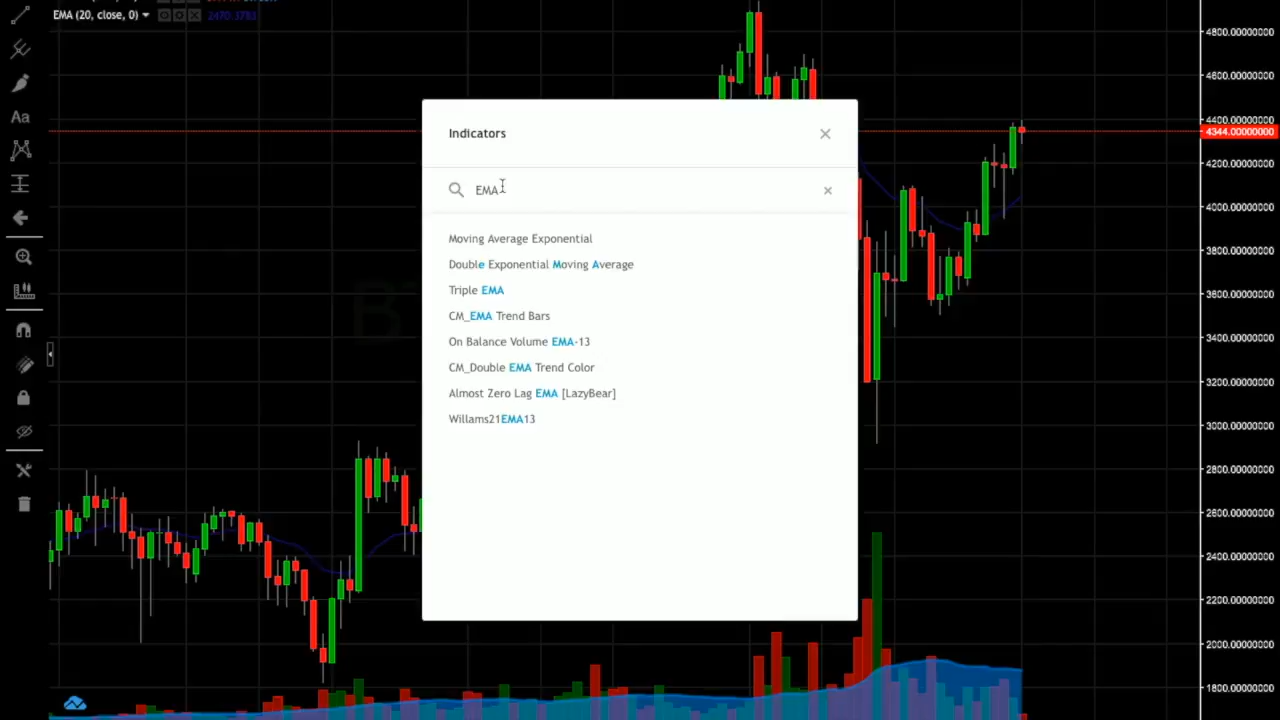 EMA (20, close, 0)
Aa
Indicators
EMA
Moving Average Exponential
Double Exponential Moving Average
Triple EMA
CM_EMA Trend Bars
On Balance Volume EMA-13
CM_Double EMA Trend Color
Almost Zero Lag EMA [LazyBear]
Willams21EMA13
4800.00000000
4600.00000000
4400.00000000
4344.00000000
4200.00000000
4000.00000000
3800.00000000
3600.00000000
3400.00000000
3200.00000000
3000.00000000
2800.00000000
2600.00000000
2400.00000000
2200.00000000
2000.00000000
1800.00000000